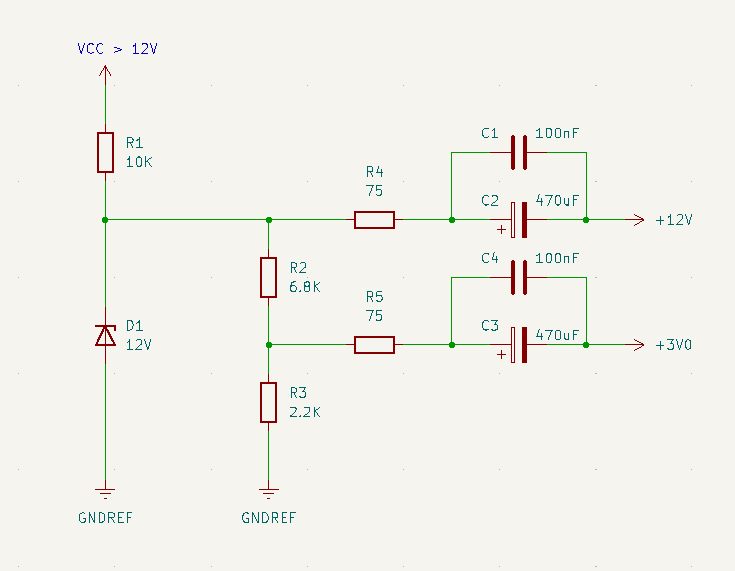 VCC > 12V
R1
10K
C1 100nF
R4
75
C2 470uF
+
+12V
C4 100nF
R2
6.8K
R5
75
D1
12V
C3 470uF
+
+3V0
R3
2.2K
GNDREF
GNDREF